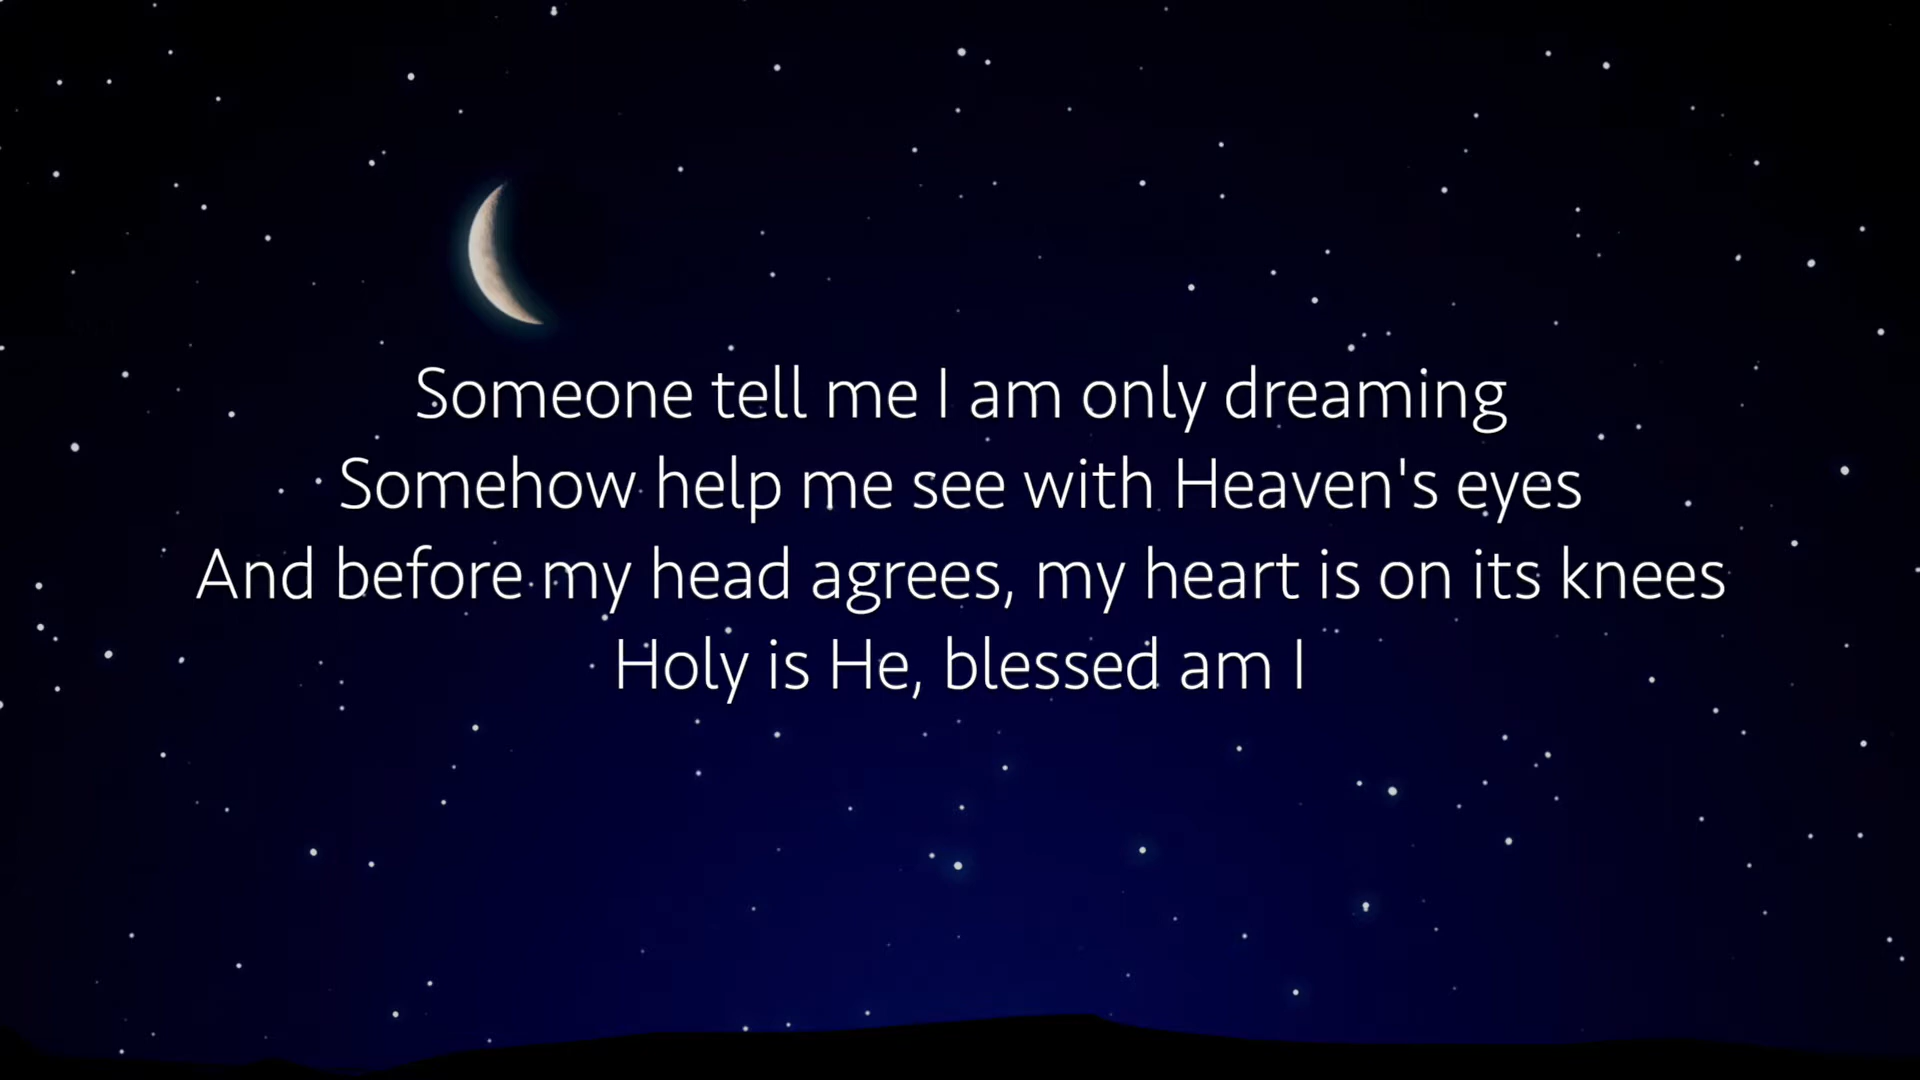 Someone tell me I am only dreaming
Somehow help me see with Heaven's eyes
And before my head agrees, my heart is on its knees
Holy is He, blessed am I